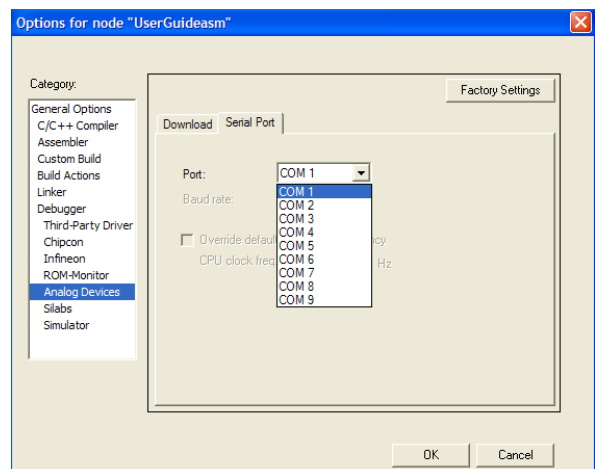 Options for node "UserGuideasm"
Category:
Factory Settings
General Options
C/C++ Compiler
Assembler
Custom Build
Build Actions
Linker
Debugger
Third-Party Driver
Chipcon
Infineon
ROM-Monitor
Analog Devices
Silabs
Simulator
Download Serial Port
Port: COM 1
Baud rate:
COM 1
COM 2
COM 3
COM 4
COM 5
COM 6
COM 7
COM 8
COM 9
Override defaul cy
CPU clock freq Hz
OK Cancel